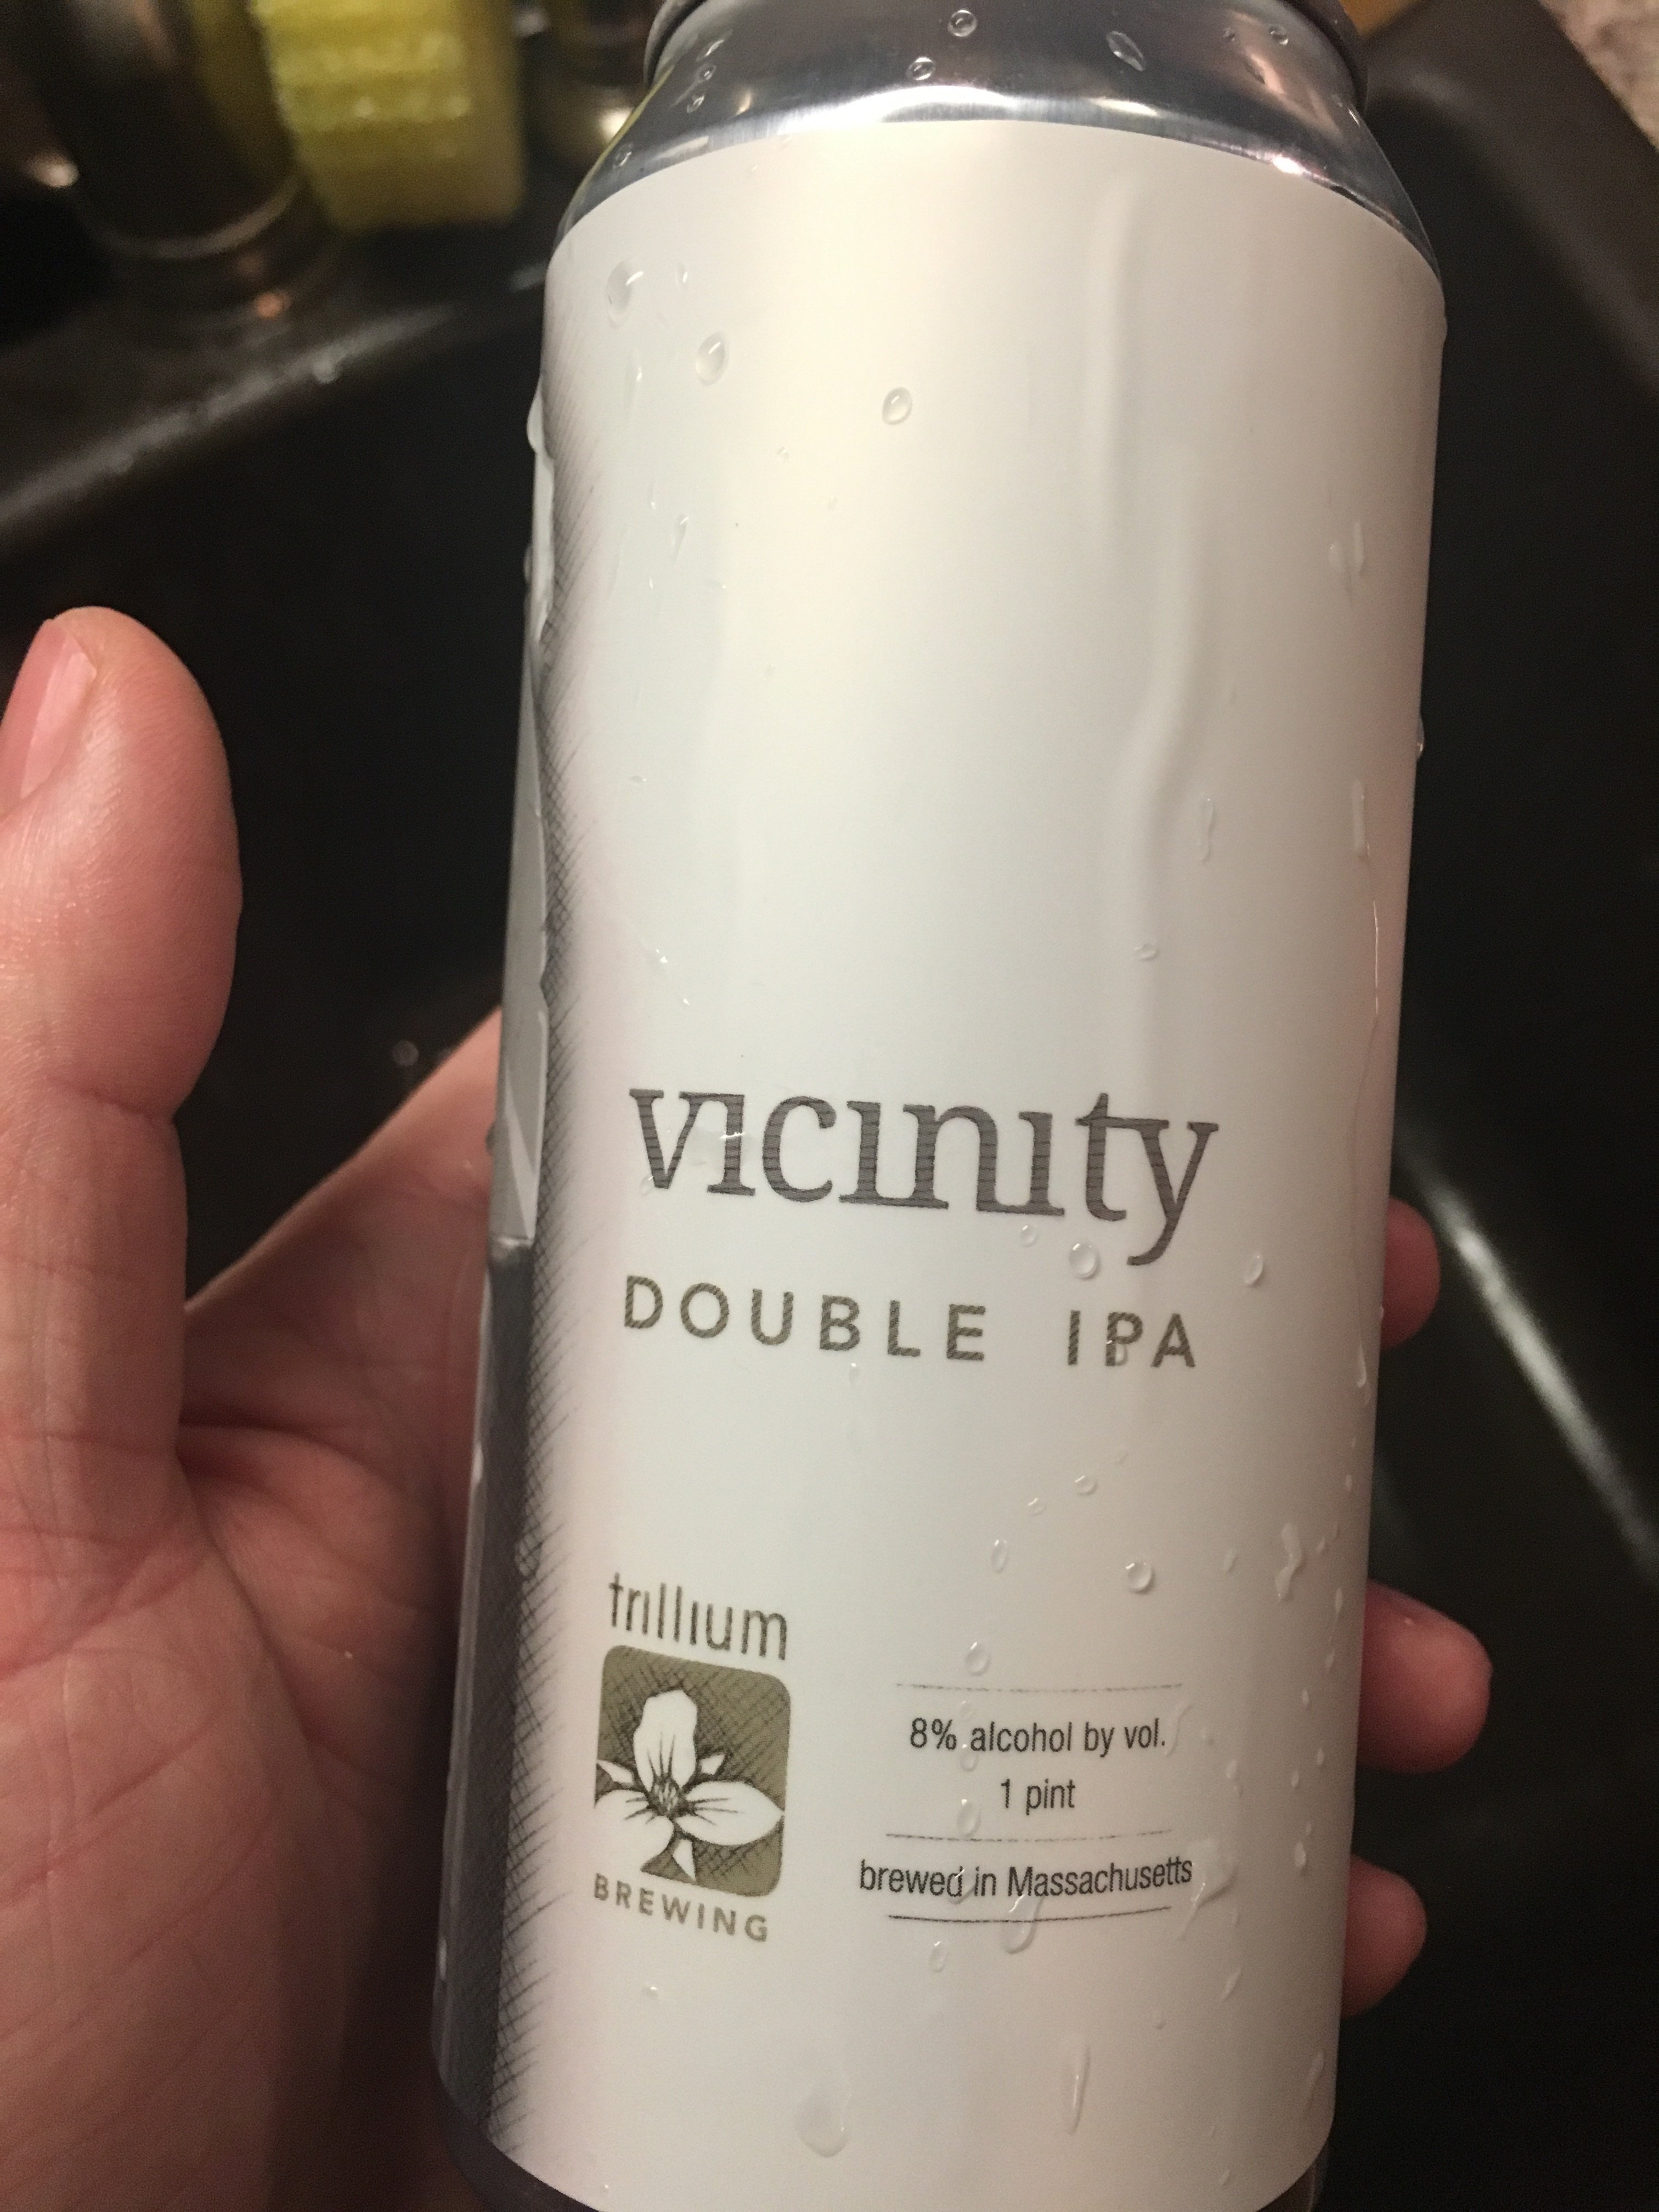 vicinity
DOUBLE IPA
trillium
BREWING
8% alcohol by vol.
1 pint
brewed in Massachusetts